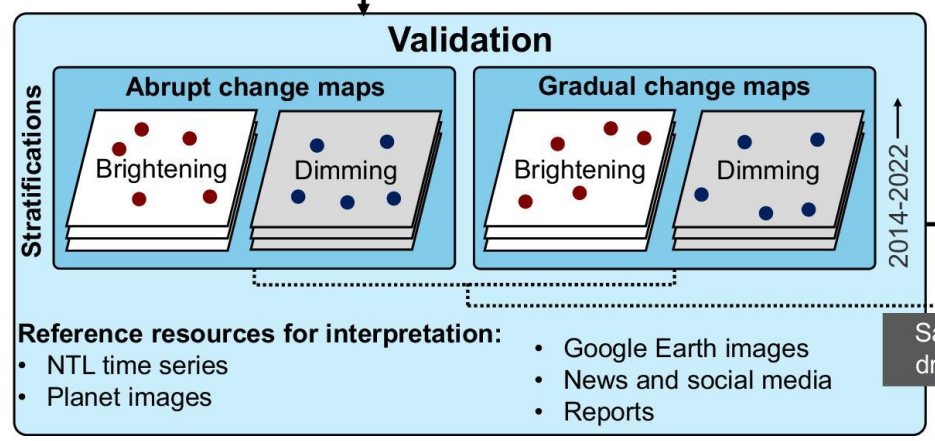 Validation
Stratifications
Abrupt change maps
Brightening
Dimming
Gradual change maps
Brightening
Dimming
2014-2022
Reference resources for interpretation:
• NTL time series
• Planet images
• Google Earth images
• News and social media
• Reports